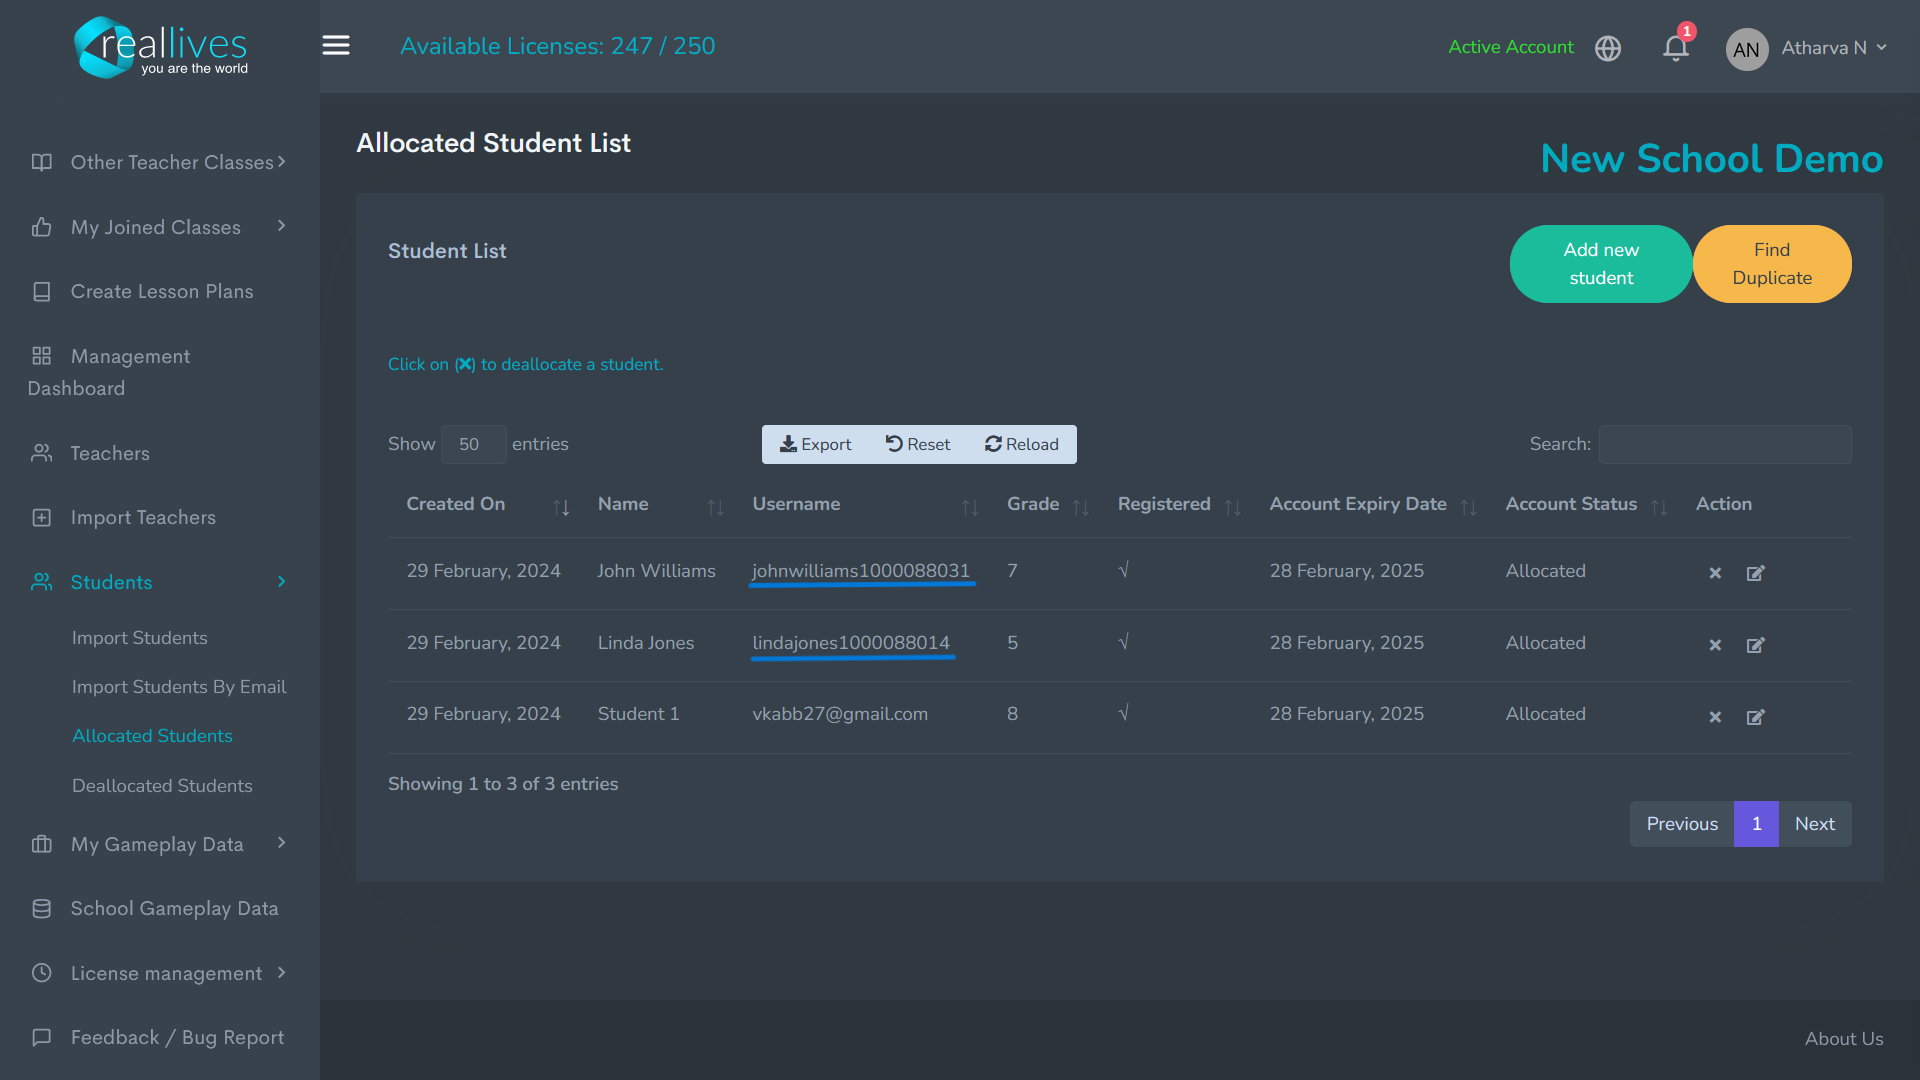 reallives
you are the world
Available Licenses: 247 / 250
Active Account
1
AN
Atharva N
Other Teacher Classes
My Joined Classes
Create Lesson Plans
Management
Dashboard
Teachers
Import Teachers
Students
Import Students
Import Students By Email
Allocated Students
Deallocated Students
My Gameplay Data
School Gameplay Data
License management
Feedback / Bug Report
Allocated Student List
New School Demo
Student List
Add new
student
Find
Duplicate
Click on (✖) to deallocate a student.
Show 50 entries
Export Reset Reload
Search:
Created On Name Username Grade Registered Account Expiry Date Account Status Action
29 February, 2024 John Williams johnwilliams1000088031 7 √ 28 February, 2025 Allocated
29 February, 2024 Linda Jones lindajones1000088014 5 √ 28 February, 2025 Allocated
29 February, 2024 Student 1 vkabb27@gmail.com 8 √ 28 February, 2025 Allocated
Showing 1 to 3 of 3 entries
Previous 1 Next
About Us